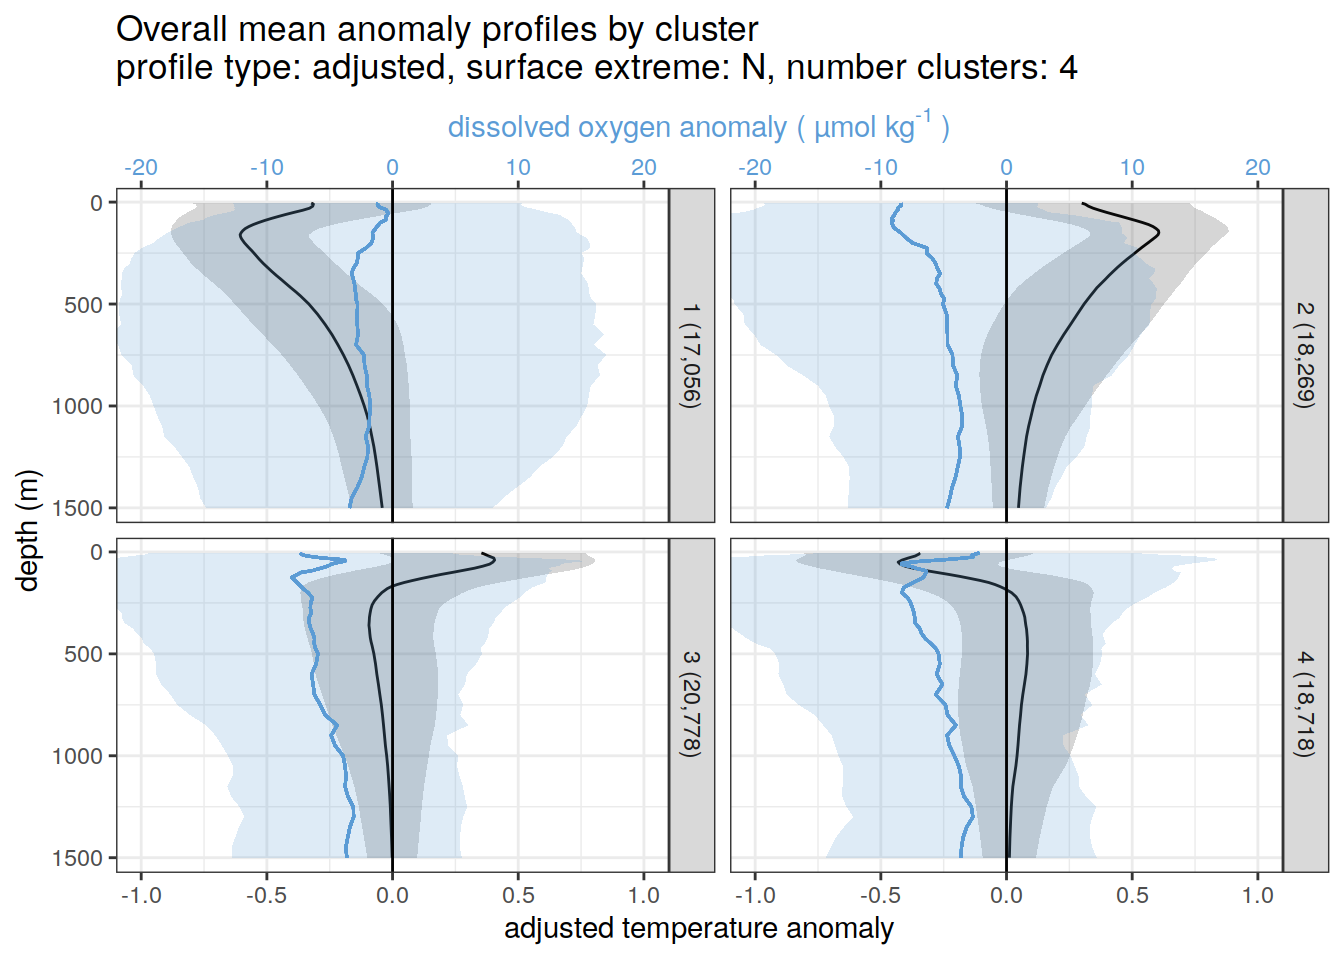 Overall mean anomaly profiles by cluster
profile type: adjusted, surface extreme: N, number clusters: 4
dissolved oxygen anomaly ( µmol kg⁻¹ )
-20 -10 0 10 20 -20 -10 0 10 20
0
500
1000
1500
1 (17,056)
2 (18,269)
depth (m)
0
500
1000
1500
3 (20,778)
4 (18,718)
-1.0 -0.5 0.0 0.5 1.0 -1.0 -0.5 0.0 0.5 1.0
adjusted temperature anomaly